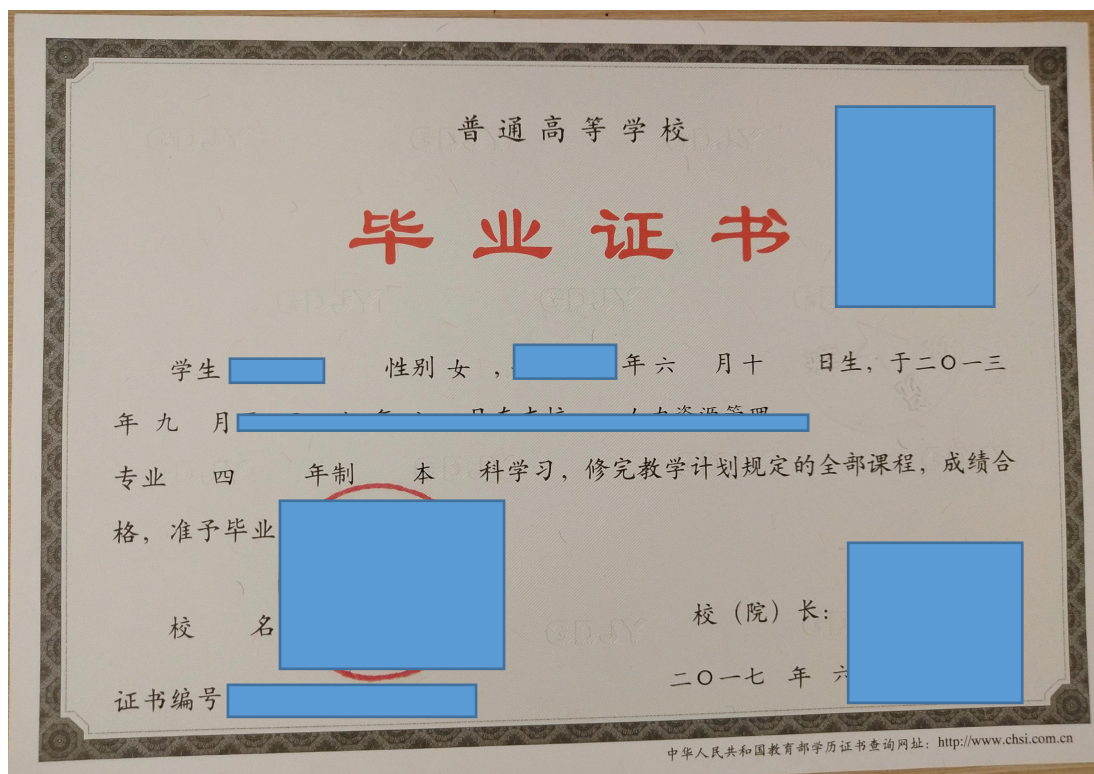 普通高等学校
毕业证书
学生 性别 女 , 年 六 月 十 日生，于二〇一三
年 九 月
专业 四 年制 本 科学习，修完教学计划规定的全部课程，成绩合
格，准予毕业
校 名
校（院）长：
证书编号
二〇一七 年 六
中华人民共和国教育部学历证书查询网址：http://www.chsi.com.cn